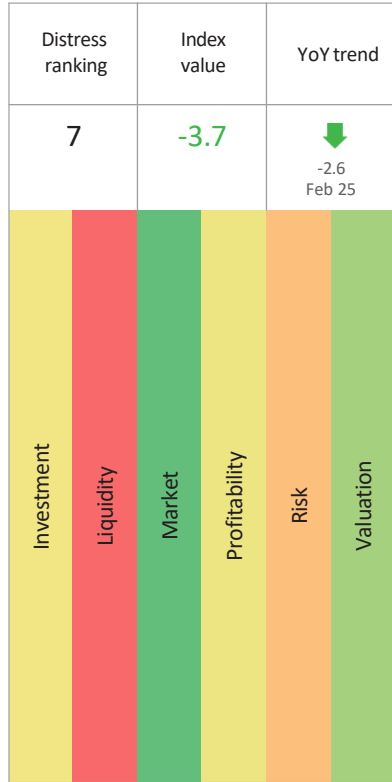 Distress
ranking
Index
value
YoY trend
7
-3.7
-2.6
Feb 25
Investment
Liquidity
Market
Profitability
Risk
Valuation